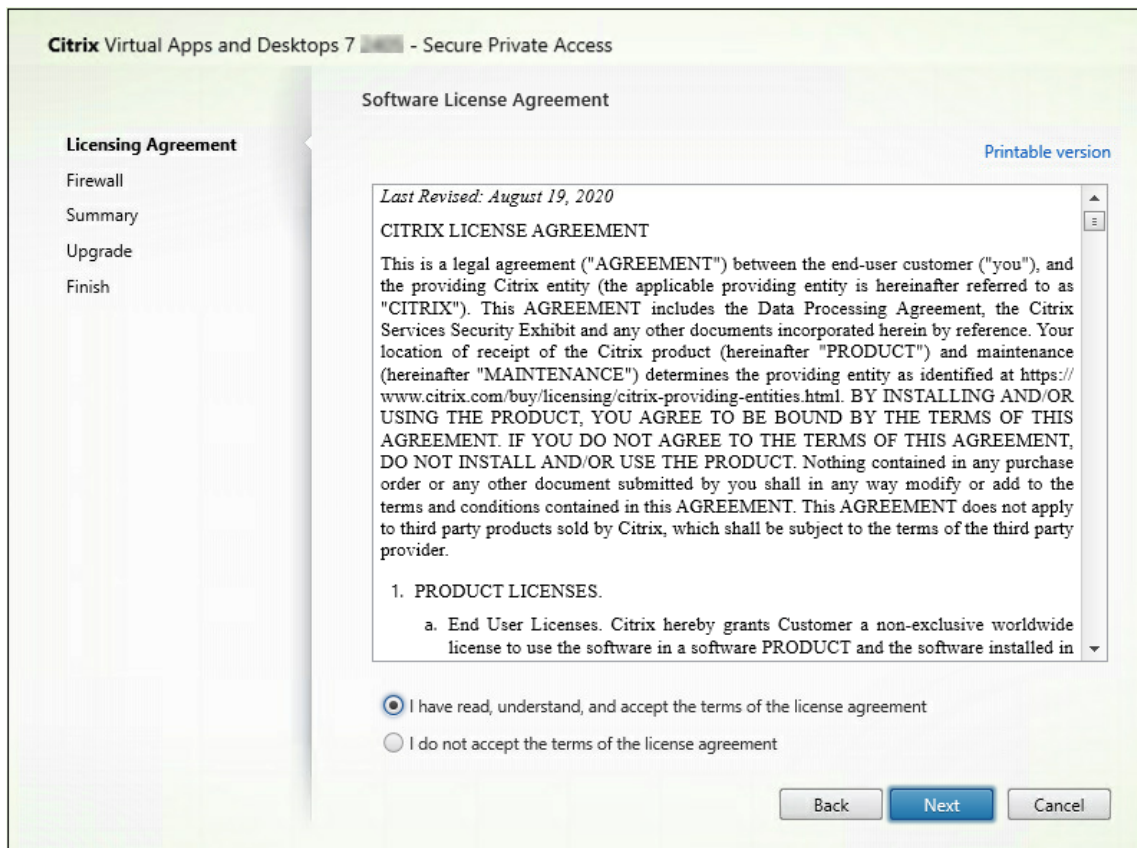 Citrix Virtual Apps and Desktops 7 - Secure Private Access
Software License Agreement
Licensing Agreement
Firewall
Summary
Upgrade
Finish
Printable version
Last Revised: August 19, 2020
CITRIX LICENSE AGREEMENT
This is a legal agreement ("AGREEMENT") between the end-user customer ("you"), and
the providing Citrix entity (the applicable providing entity is hereinafter referred to as
"CITRIX"). This AGREEMENT includes the Data Processing Agreement, the Citrix
Services Security Exhibit and any other documents incorporated herein by reference. Your
location of receipt of the Citrix product (hereinafter "PRODUCT") and maintenance
(hereinafter "MAINTENANCE") determines the providing entity as identified at https://
www.citrix.com/buy/licensing/citrix-providing-entities.html. BY INSTALLING AND/OR
USING THE PRODUCT, YOU AGREE TO BE BOUND BY THE TERMS OF THIS
AGREEMENT. IF YOU DO NOT AGREE TO THE TERMS OF THIS AGREEMENT,
DO NOT INSTALL AND/OR USE THE PRODUCT. Nothing contained in any purchase
order or any other document submitted by you shall in any way modify or add to the
terms and conditions contained in this AGREEMENT. This AGREEMENT does not apply
to third party products sold by Citrix, which shall be subject to the terms of the third party
provider.
1. PRODUCT LICENSES.
a. End User Licenses. Citrix hereby grants Customer a non-exclusive worldwide
license to use the software in a software PRODUCT and the software installed in
I have read, understand, and accept the terms of the license agreement
I do not accept the terms of the license agreement
Back
Next
Cancel